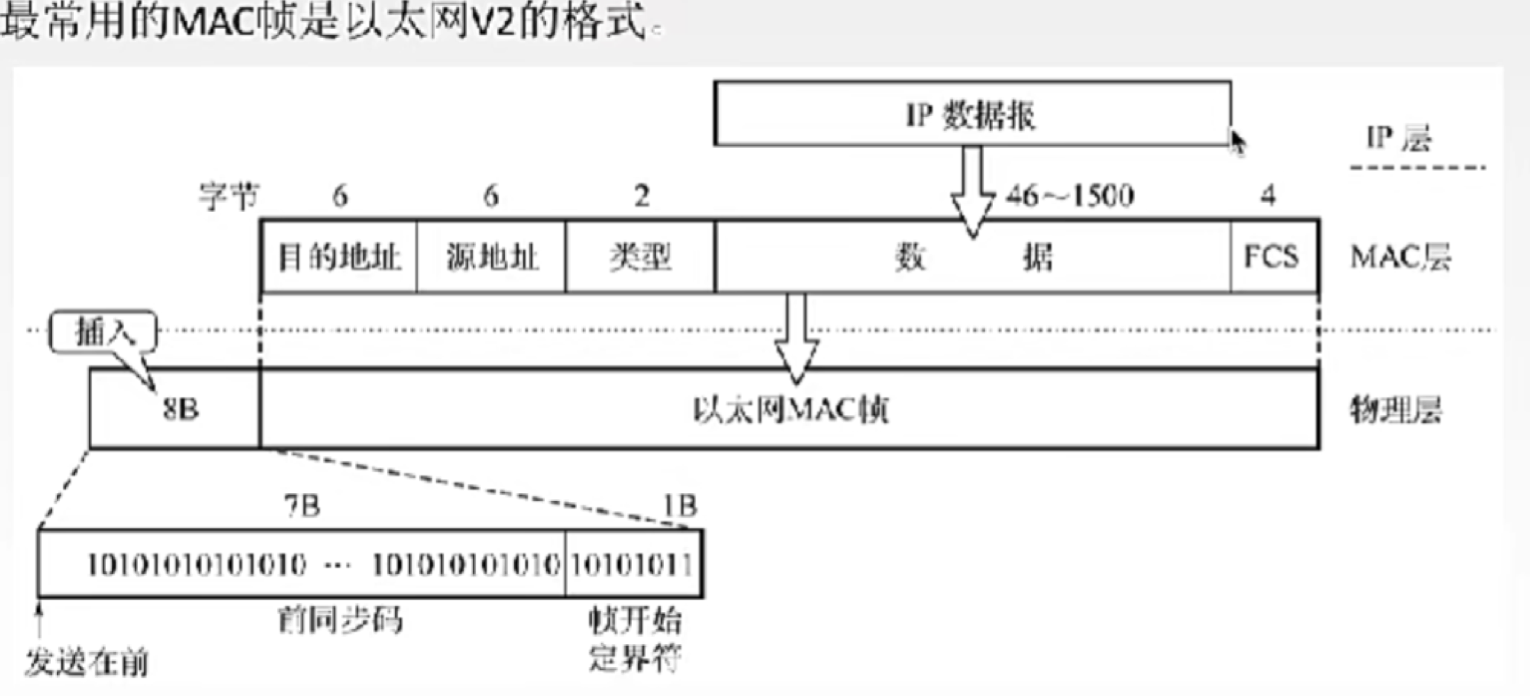 最常用的MAC帧是以太网V2的格式。
IP 数据报
IP 层
字节 6 6 2 46～1500 4
目的地址 源地址 类型 数 据 FCS MAC层
插入
8B 以太网MAC帧 物理层
7B 1B
10101010101010 ··· 101010101010 10101011
前同步码 帧开始
定界符
发送在前